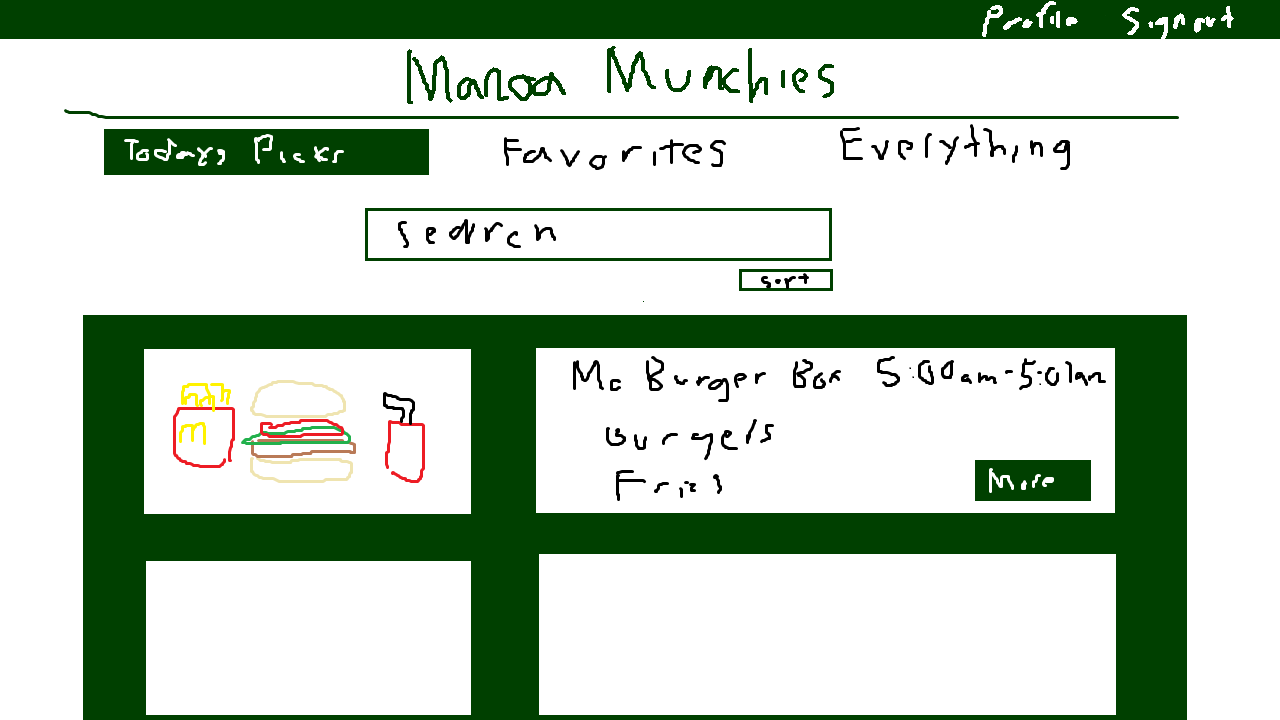 Profile Signout
Manoa Munchies
Todays Picks Favorites Everything
Search
sort
m
Mc Burger Box 5:00am-5:01am
Burgers
Fries
More